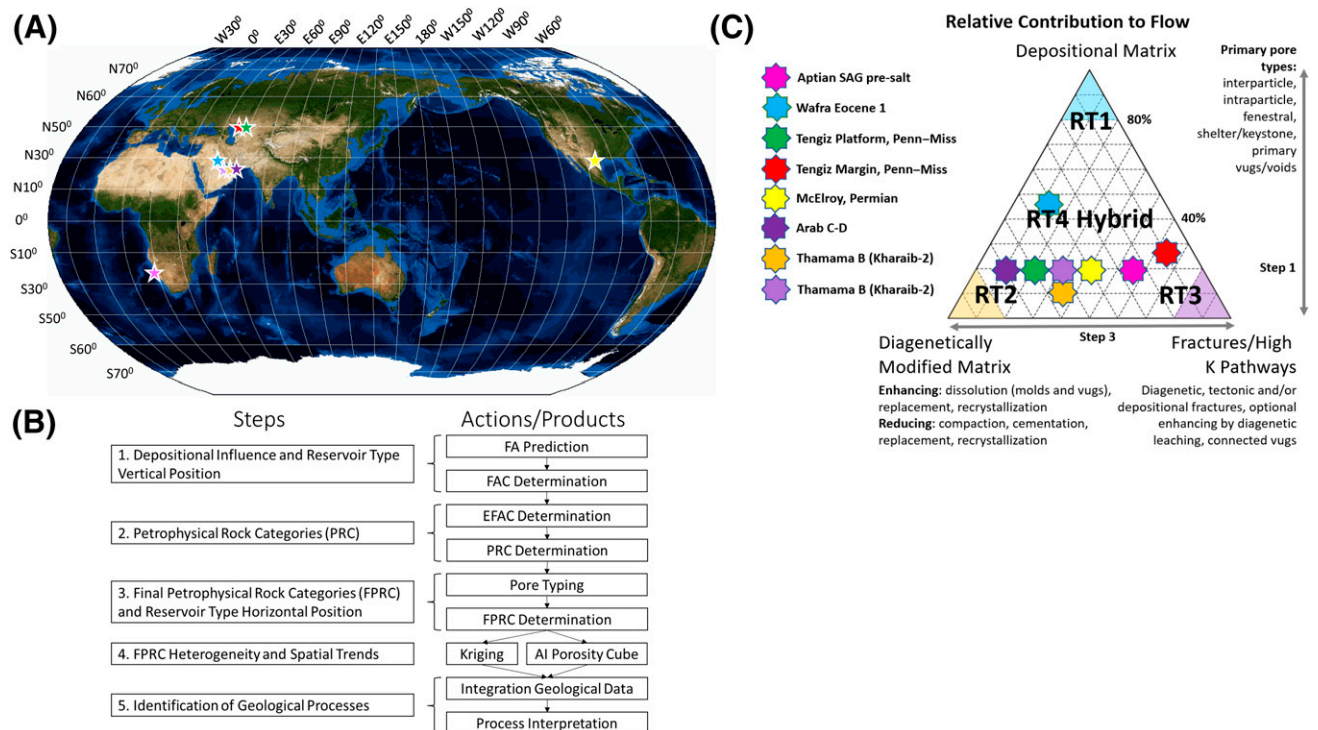 (A)
W30⁰
0⁰
E30⁰
E60⁰
E90⁰
E120⁰
E150⁰
180⁰
W150⁰
W120⁰
W90⁰
W60⁰
N70⁰
N60⁰
N50⁰
N30⁰
N10⁰
0⁰
S10⁰
S30⁰
S50⁰
S60⁰
S70⁰
(B)
Steps
Actions/Products
1. Depositional Influence and Reservoir Type
Vertical Position
FA Prediction
FAC Determination
2. Petrophysical Rock Categories (PRC)
EFAC Determination
PRC Determination
3. Final Petrophysical Rock Categories (FPRC)
and Reservoir Type Horizontal Position
Pore Typing
FPRC Determination
4. FPRC Heterogeneity and Spatial Trends
Kriging
AI Porosity Cube
5. Identification of Geological Processes
Integration Geological Data
Process Interpretation
(C)
Relative Contribution to Flow
Depositional Matrix
Aptian SAG pre-salt
Wafra Eocene 1
Tengiz Platform, Penn–Miss
Tengiz Margin, Penn–Miss
McElroy, Permian
Arab C-D
Thamama B (Kharaib-2)
Thamama B (Kharaib-2)
RT1
80%
RT4 Hybrid
40%
RT2
RT3
Primary pore
types:
interparticle,
intraparticle,
fenestral,
shelter/keystone,
primary
vugs/voids
Step 1
Step 3
Diagenetically
Modified Matrix
Enhancing: dissolution (molds and vugs),
replacement, recrystallization
Reducing: compaction, cementation,
replacement, recrystallization
Fractures/High
K Pathways
Diagenetic, tectonic and/or
depositional fractures, optional
enhancing by diagenetic
leaching, connected vugs